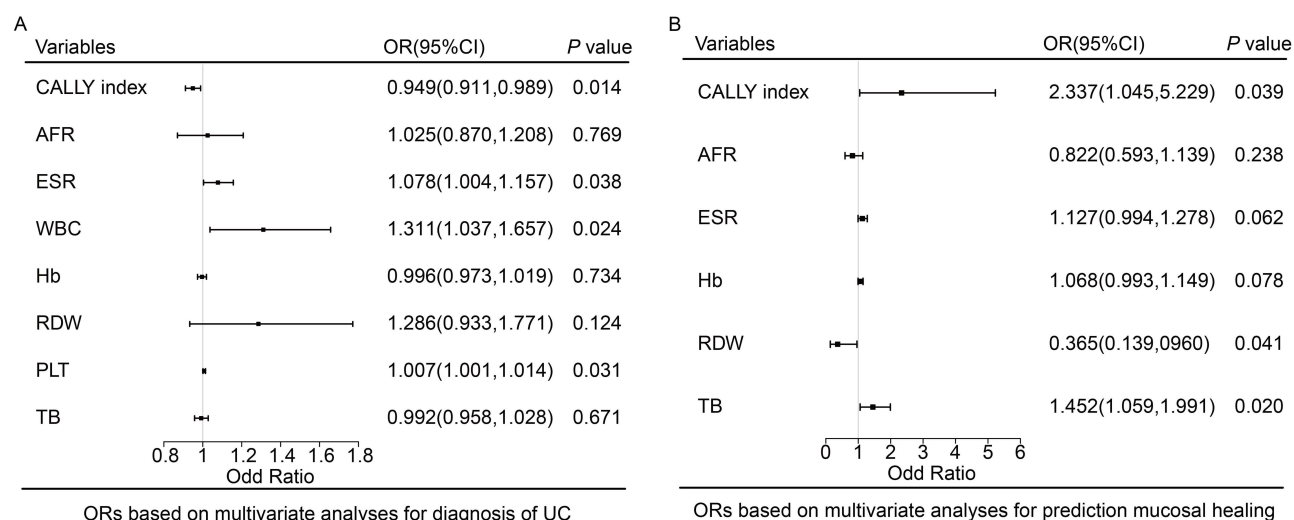 A
Variables OR(95%CI) P value
CALLY index 0.949(0.911,0.989) 0.014
AFR 1.025(0.870,1.208) 0.769
ESR 1.078(1.004,1.157) 0.038
WBC 1.311(1.037,1.657) 0.024
Hb 0.996(0.973,1.019) 0.734
RDW 1.286(0.933,1.771) 0.124
PLT 1.007(1.001,1.014) 0.031
TB 0.992(0.958,1.028) 0.671
0.8 1 1.2 1.4 1.6 1.8
Odd Ratio
ORs based on multivariate analyses for diagnosis of UC
B
Variables OR(95%CI) P value
CALLY index 2.337(1.045,5.229) 0.039
AFR 0.822(0.593,1.139) 0.238
ESR 1.127(0.994,1.278) 0.062
Hb 1.068(0.993,1.149) 0.078
RDW 0.365(0.139,0960) 0.041
TB 1.452(1.059,1.991) 0.020
0 1 2 3 4 5 6
Odd Ratio
ORs based on multivariate analyses for prediction mucosal healing